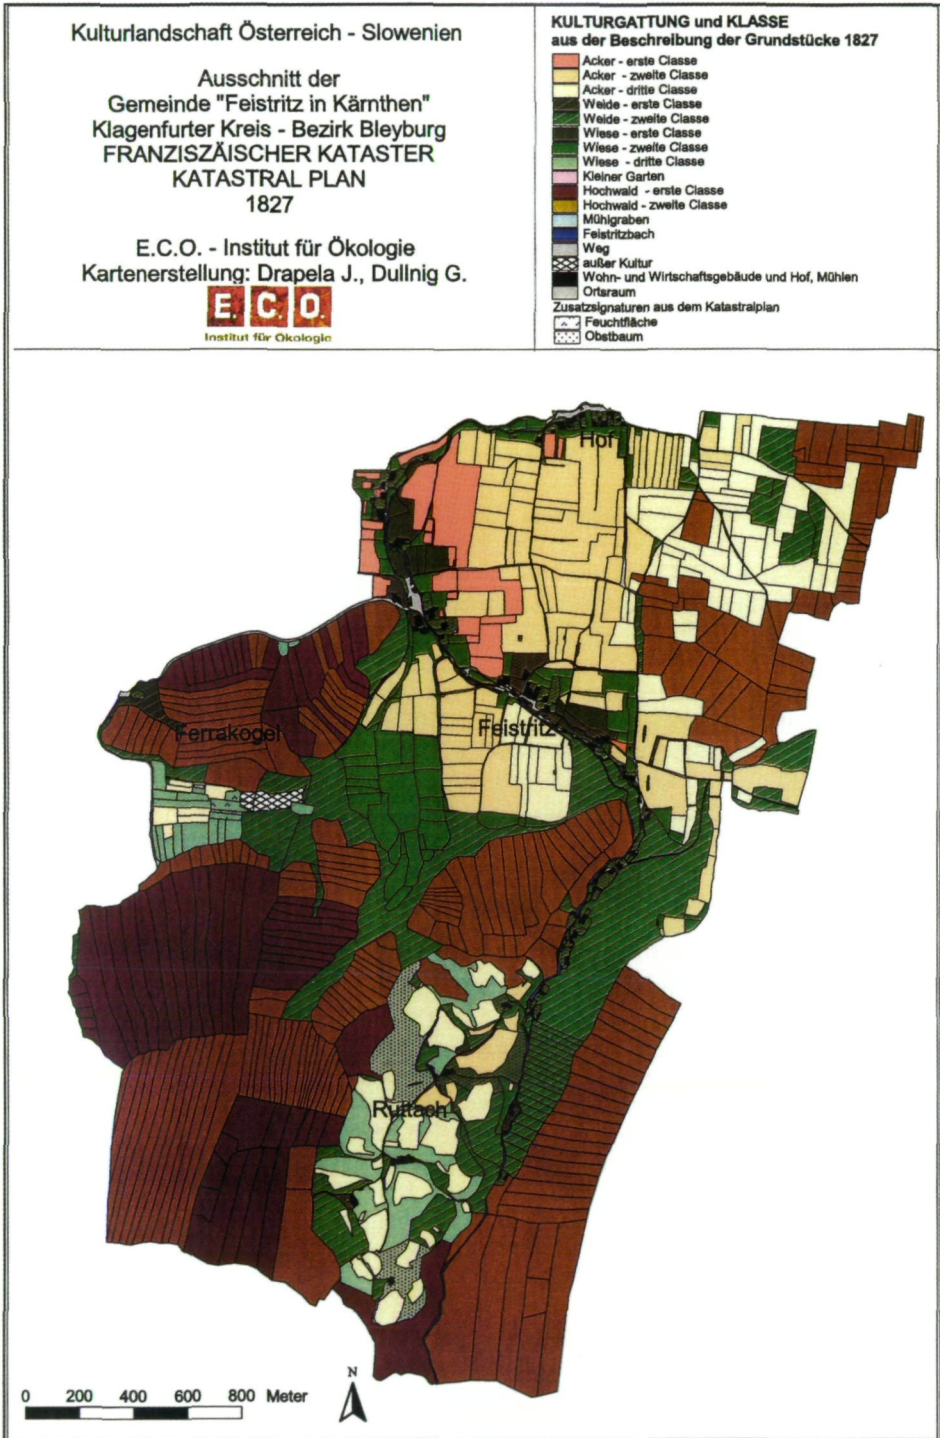 Kulturlandschaft Österreich - Slowenien
Ausschnitt der
Gemeinde "Feistritz in Kärnthen"
Klagenfurter Kreis - Bezirk Bleyburg
FRANZISZÄISCHER KATASTER
KATASTRAL PLAN
1827
E.C.O. - Institut für Ökologie
Kartenerstellung: Drapela J., Dullnig G.
E.C.O.
Institut für Ökologie
KULTURGATTUNG und KLASSE
aus der Beschreibung der Grundstücke 1827
Acker - erste Classe
Acker - zweite Classe
Acker - dritte Classe
Weide - erste Classe
Weide - zweite Classe
Wiese - erste Classe
Wiese - zweite Classe
Wiese - dritte Classe
Kleiner Garten
Hochwald - erste Classe
Hochwald - zweite Classe
Mühlgraben
Feistritzbach
Weg
außer Kultur
Wohn- und Wirtschaftsgebäude und Hof, Mühlen
Ortsraum
Zusatzsignaturen aus dem Katastralplan
Feuchtfläche
Obstbaum
Hof
Ferrakogel
Feistritz
Ruttach
N
0 200 400 600 800 Meter